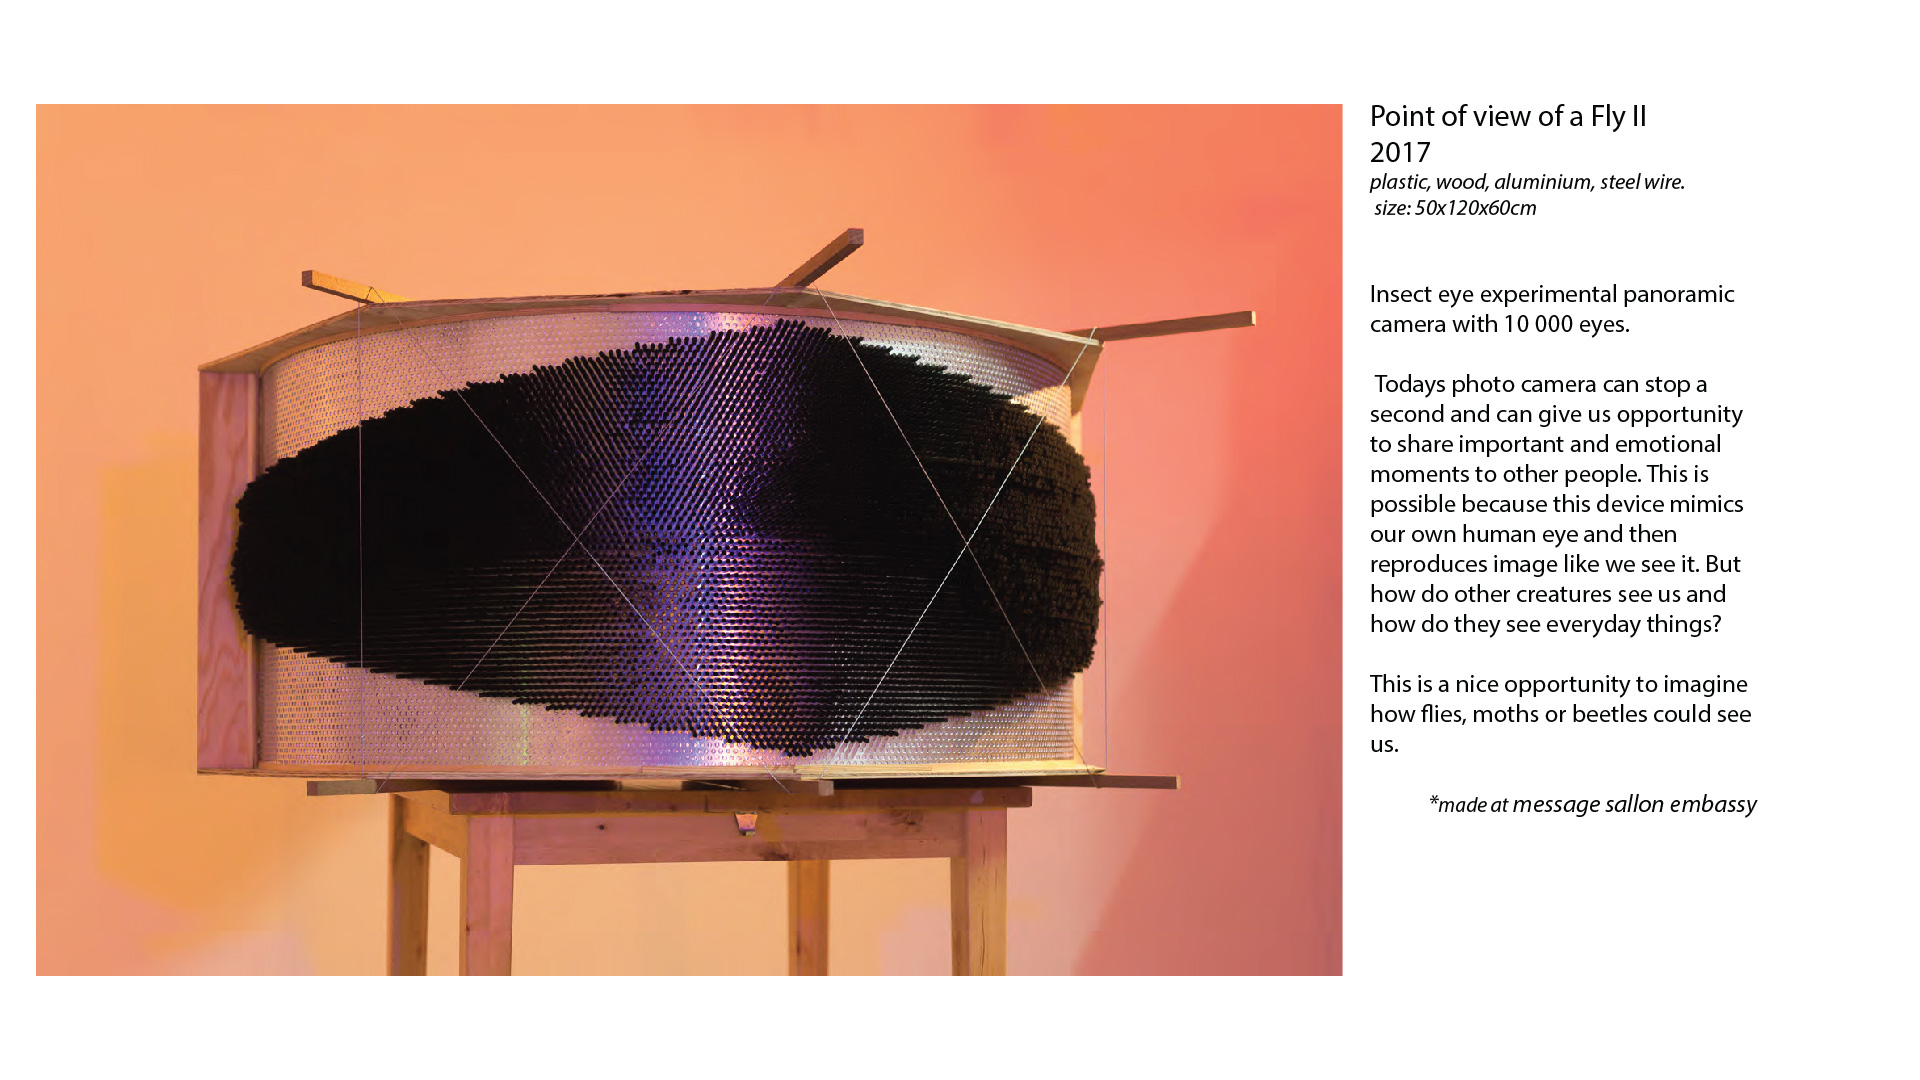 Point of view of a Fly II
2017
plastic, wood, aluminium, steel wire.
size: 50x120x60cm
Insect eye experimental panoramic
camera with 10 000 eyes.
Todays photo camera can stop a
second and can give us opportunity
to share important and emotional
moments to other people. This is
possible because this device mimics
our own human eye and then
reproduces image like we see it. But
how do other creatures see us and
how do they see everyday things?
This is a nice opportunity to imagine
how flies, moths or beetles could see
us.
*made at message sallon embassy